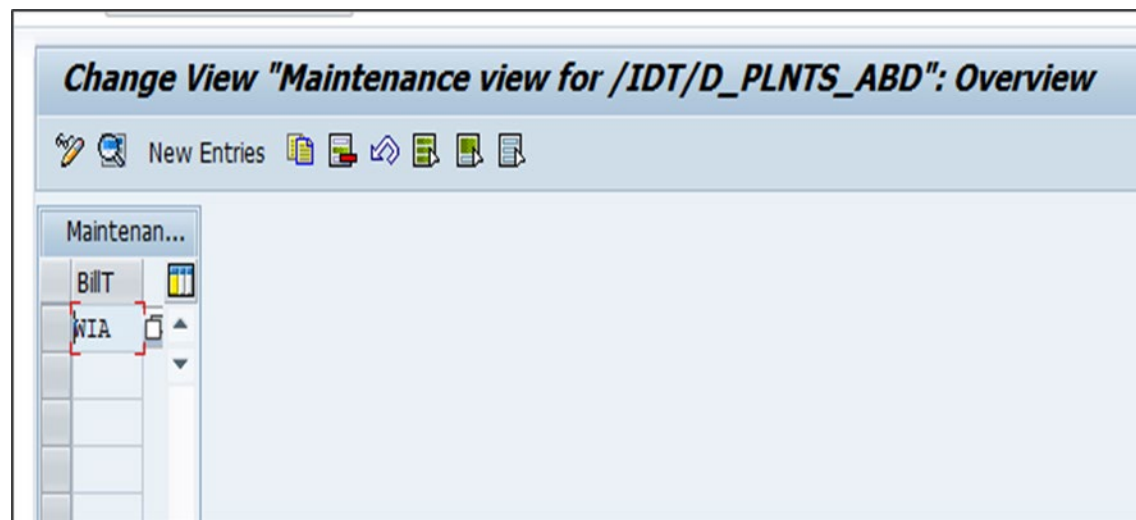 Change View "Maintenance view for /IDT/D_PLNTS_ABD": Overview
New Entries
Maintenan...
BillT
WIA